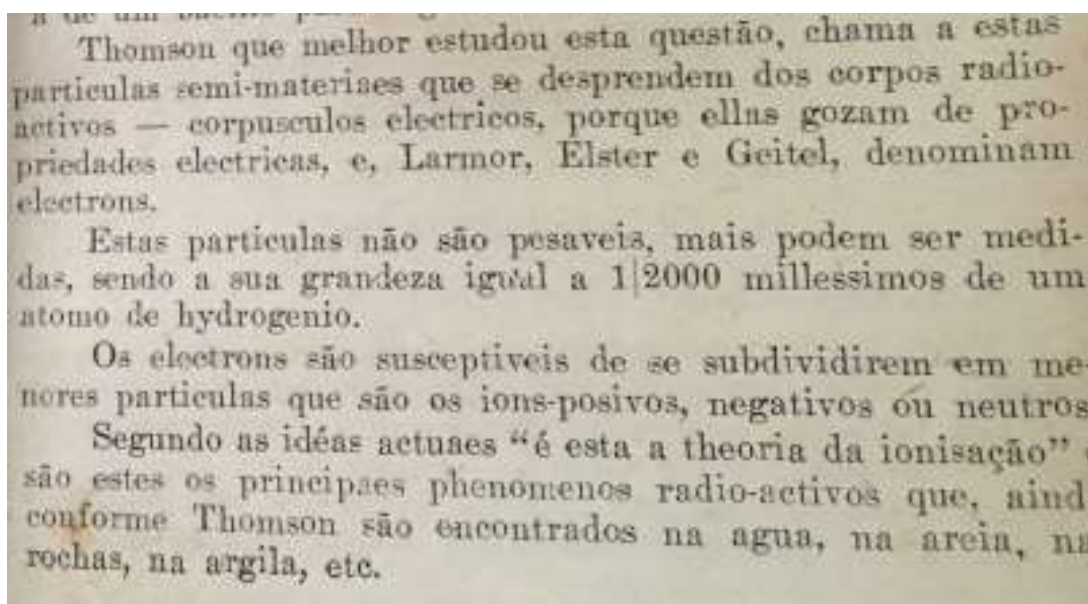 Thomson que melhor estudou esta questão, chama a estas
particulas semi-materiaes que se desprendem dos corpos radio-
activos — corpusculos electricos, porque ellas gozam de pro-
priedades electricas, e, Larmor, Elster e Geitel, denominam
electrons.
Estas particulas não são pesaveis, mais podem ser medi-
das, sendo a sua grandeza igual a 1|2000 millessimos de um
atomo de hydrogenio.
Os electrons são susceptiveis de se subdividirem em me-
nores particulas que são os ions-posivos, negativos ou neutros
Segundo as idéas actuaes “é esta a theoria da ionisação”
são estes os principaes phenomenos radio-activos que, aind
conforme Thomson são encontrados na agua, na areia, na
rochas, na argila, etc.